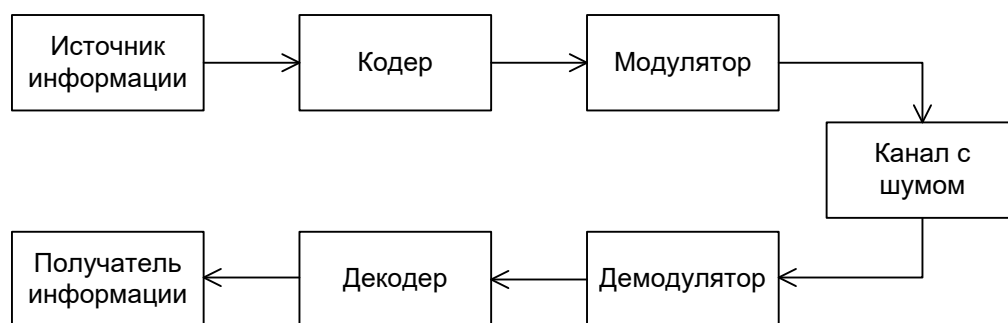 Источник
информации
Кодер
Модулятор
Канал с
шумом
Получатель
информации
Декодер
Демодулятор